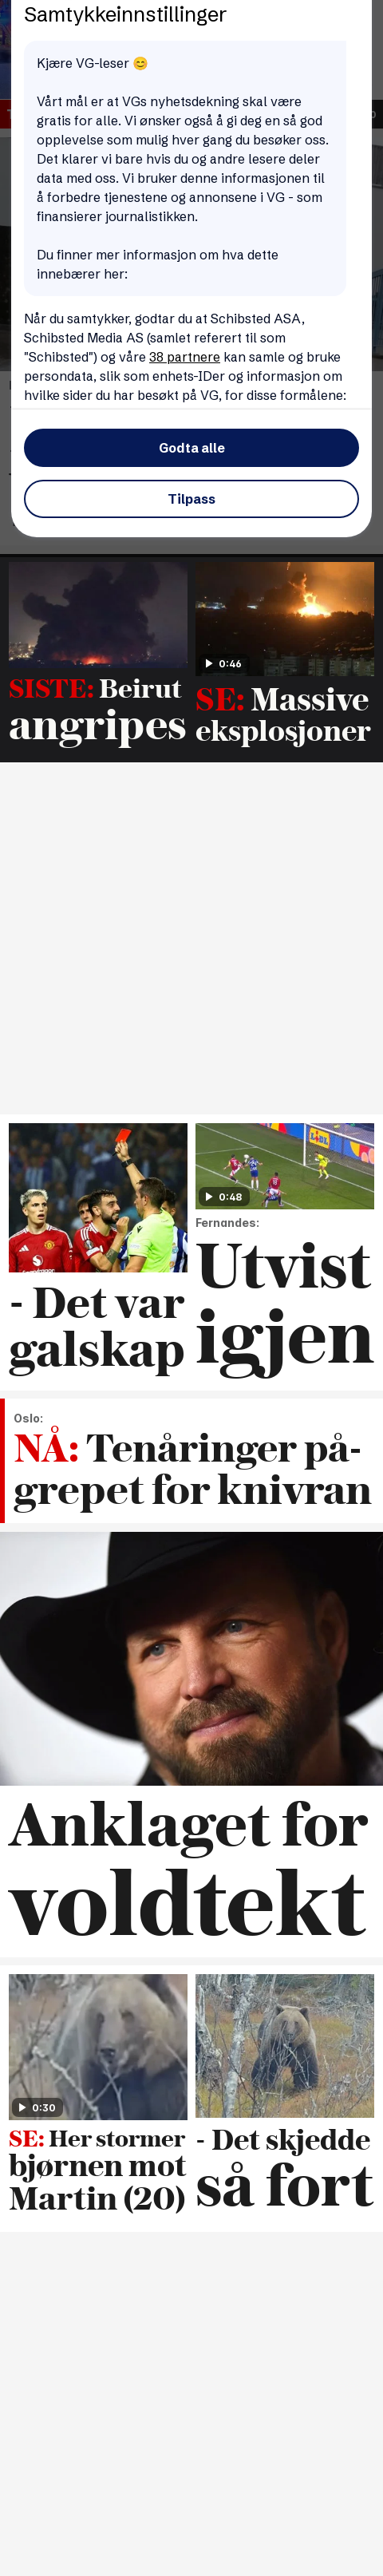 Samtykkeinnstillinger
Kjære VG-leser 😊
Vårt mål er at VGs nyhetsdekning skal være
gratis for alle. Vi ønsker også å gi deg en så god
opplevelse som mulig hver gang du besøker oss.
Det klarer vi bare hvis du og andre lesere deler
data med oss. Vi bruker denne informasjonen til
å forbedre tjenestene og annonsene i VG - som
finansierer journalistikken.
Du finner mer informasjon om hva dette
innebærer her:
Når du samtykker, godtar du at Schibsted ASA,
Schibsted Media AS (samlet referert til som
"Schibsted") og våre 38 partnere kan samle og bruke
persondata, slik som enhets-IDer og informasjon om
hvilke sider du har besøkt på VG, for disse formålene:
Godta alle
Tilpass
SISTE: Beirut
angripes
0:46
SE: Massive
eksplosjoner
- Det var
galskap
LIDL
0:48
Fernandes:
Utvist
igjen
Oslo:
NÅ: Tenåringer på-
grepet for knivran
Anklaget for
voldtekt
0:30
SE: Her stormer
bjørnen mot
Martin (20)
- Det skjedde
så fort